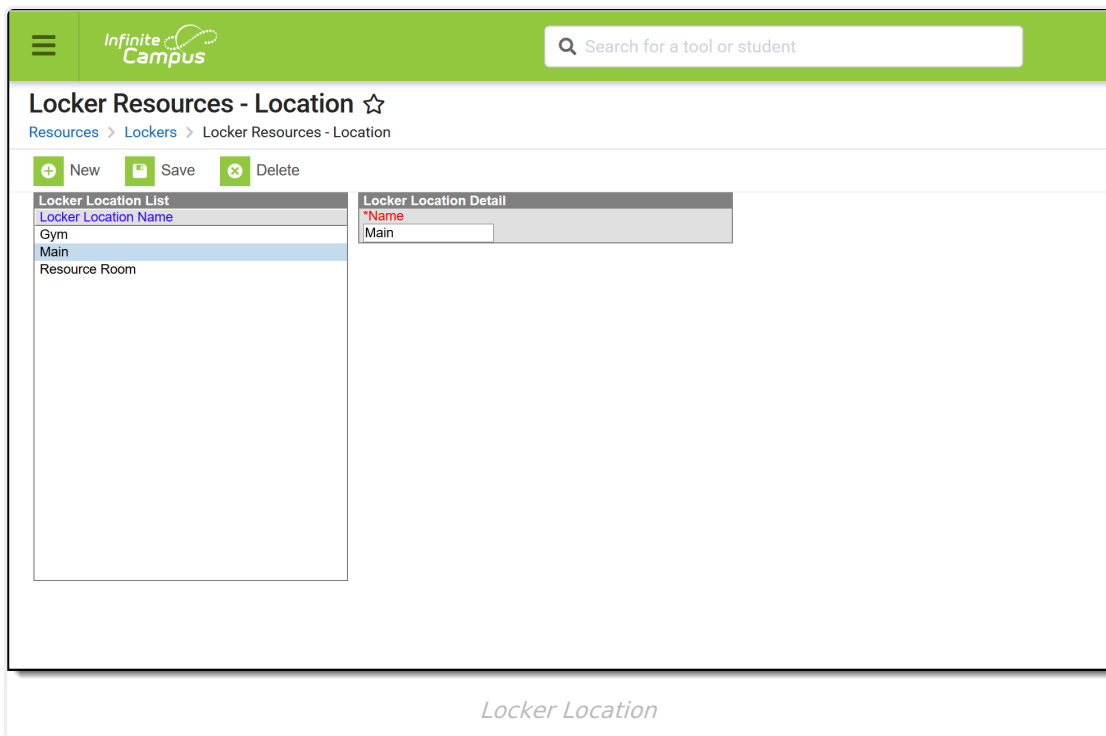 Infinite
Campus
Search for a tool or student
Locker Resources - Location
Resources > Lockers > Locker Resources - Location
New Save Delete
Locker Location List
Locker Location Name
Gym
Main
Resource Room
Locker Location Detail
*Name
Main
Locker Location